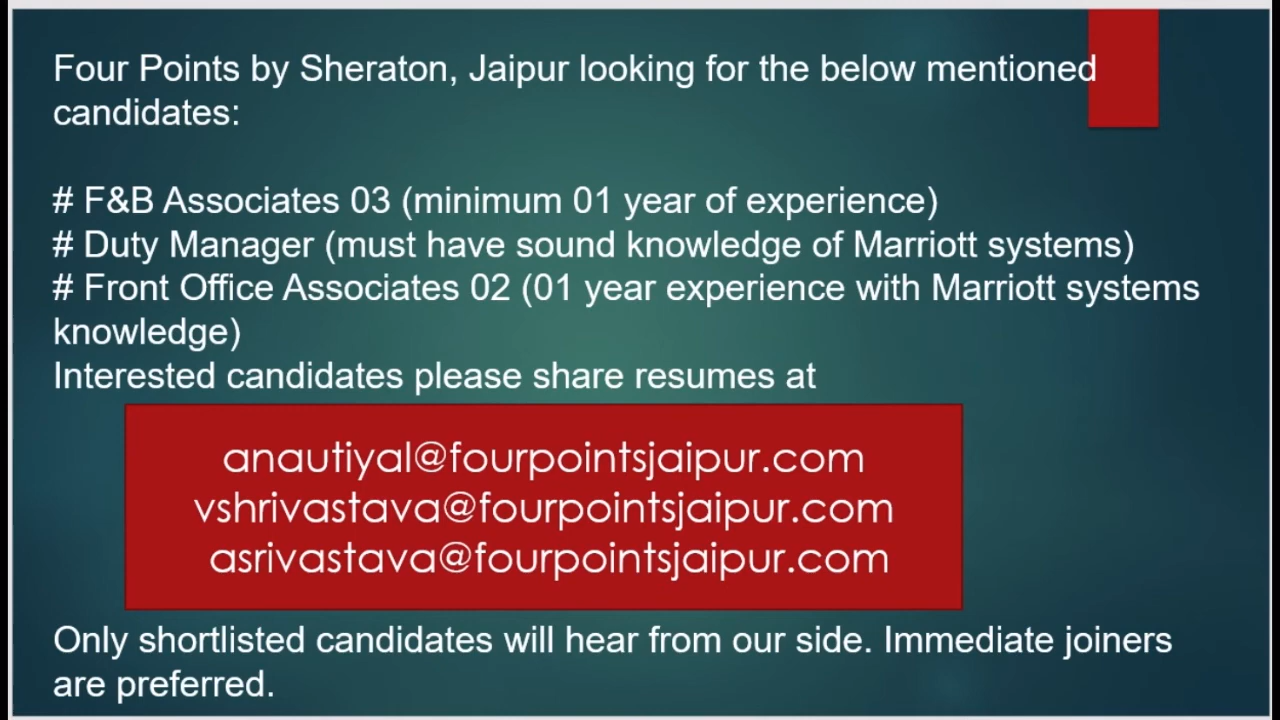 Four Points by Sheraton, Jaipur looking for the below mentioned
candidates:
# F&B Associates 03 (minimum 01 year of experience)
# Duty Manager (must have sound knowledge of Marriott systems)
# Front Office Associates 02 (01 year experience with Marriott systems
knowledge)
Interested candidates please share resumes at
anautiyal@fourpointsjaipur.com
vshrivastava@fourpointsjaipur.com
asrivastava@fourpointsjaipur.com
Only shortlisted candidates will hear from our side. Immediate joiners
are preferred.